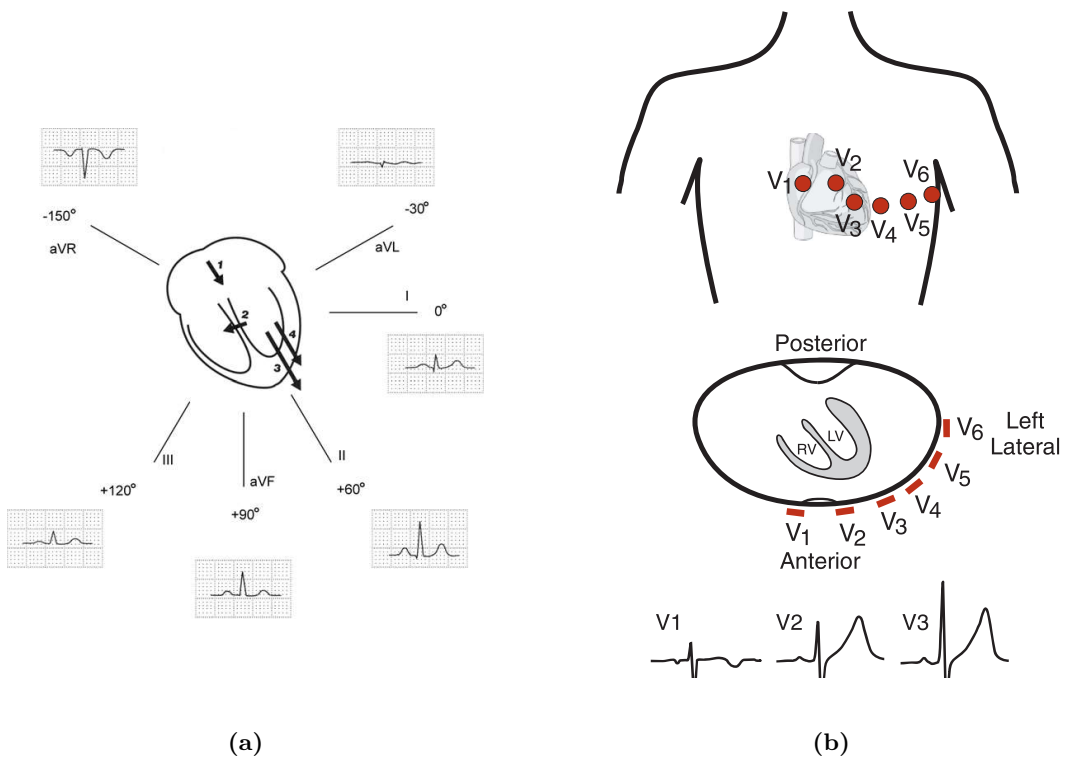 -150°
aVR
-30°
aVL
I
0°
1
2
4
3
III
+120°
aVF
+90°
II
+60°
(a)
V1
V2
V3
V4
V5
V6
Posterior
RV
LV
V6
Left
Lateral
V5
V4
V3
V2
V1
Anterior
V1
V2
V3
(b)